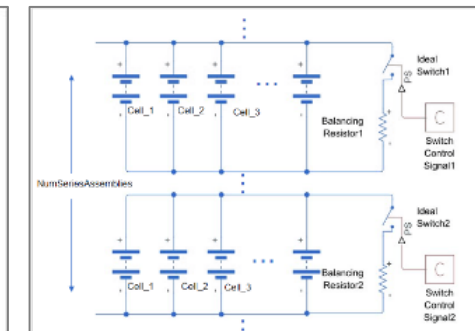 Ideal
Switch1
PS
C
Cell_1
Cell_2
Cell_3
Balancing
Resistor1
Switch
Control
Signal1
NumSeriesAssemblies
Ideal
Switch2
PS
C
Cell_1
Cell_2
Cell_3
Balancing
Resistor2
Switch
Control
Signal2